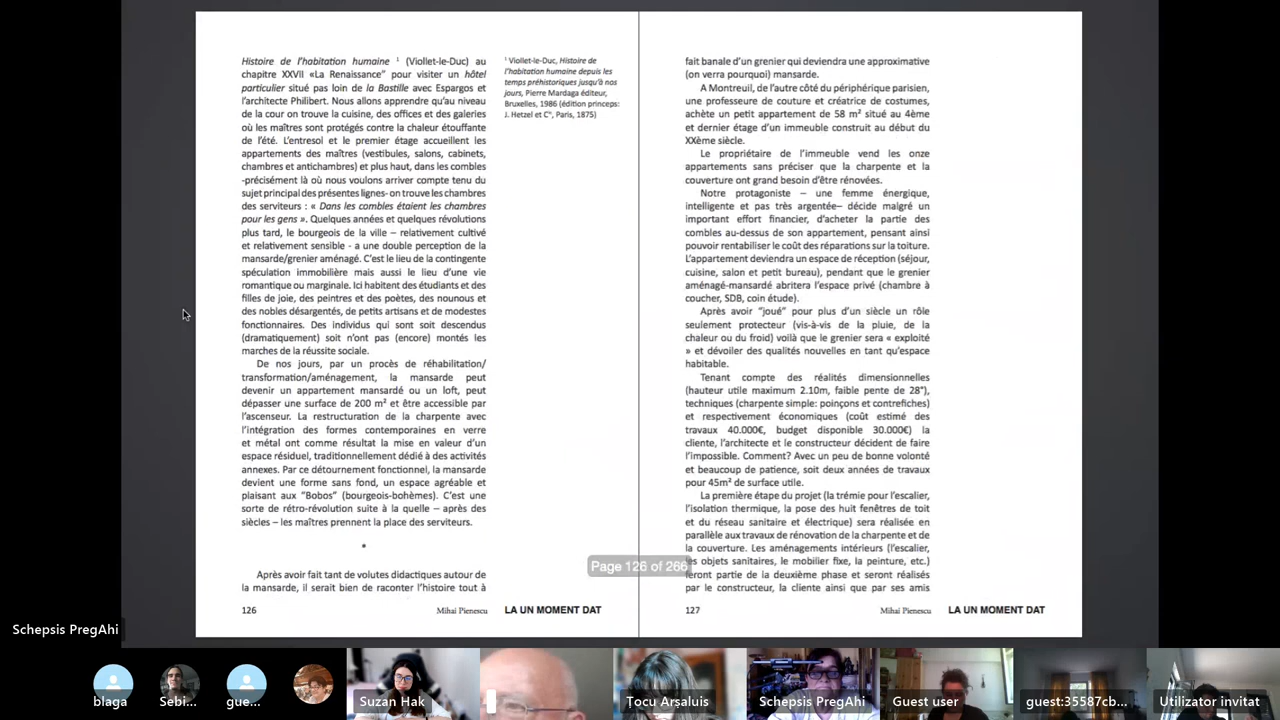 Histoire de l'habitation humaine ¹ (Viollet-le-Duc) au
chapitre XXVII «La Renaissance" pour visiter un hôtel
particulier situé pas loin de la Bastille avec Espargos et
l'architecte Philibert. Nous allons apprendre qu'au niveau
de la cour on trouve la cuisine, des offices et des galeries
où les maîtres sont protégés contre la chaleur étouffante
de l'été. L'entresol et le premier étage accueillent les
appartements des maîtres (vestibules, salons, cabinets,
chambres et antichambres) et plus haut, dans les combles
-précisément là où nous voulons arriver compte tenu du
sujet principal des présentes lignes- on trouve les chambres
des serviteurs : « Dans les combles étaient les chambres
pour les gens ». Quelques années et quelques révolutions
plus tard, le bourgeois de la ville – relativement cultivé
et relativement sensible - a une double perception de la
mansarde/grenier aménagé. C'est le lieu de la contingente
spéculation immobilière mais aussi le lieu d'une vie
romantique ou marginale. Ici habitent des étudiants et des
filles de joie, des peintres et des poètes, des nounous et
des nobles désargentés, de petits artisans et de modestes
fonctionnaires. Des individus qui sont soit descendus
(dramatiquement) soit n'ont pas (encore) montés les
marches de la réussite sociale.
De nos jours, par un procès de réhabilitation/
transformation/aménagement, la mansarde peut
devenir un appartement mansardé ou un loft, peut
dépasser une surface de 200 m² et être accessible par
l'ascenseur. La restructuration de la charpente avec
l'intégration des formes contemporaines en verre
et métal ont comme résultat la mise en valeur d'un
espace résiduel, traditionnellement dédié à des activités
annexes. Par ce détournement fonctionnel, la mansarde
devient une forme sans fond, un espace agréable et
plaisant aux "Bobos" (bourgeois-bohèmes). C'est une
sorte de rétro-révolution suite à la quelle – après des
siècles – les maîtres prennent la place des serviteurs.
*
Après avoir fait tant de volutes didactiques autour de
la mansarde, il serait bien de raconter l'histoire tout à
126
Mihai Pienescu
LA UN MOMENT DAT
¹ Viollet-le-Duc, Histoire de
l'habitation humaine depuis les
temps préhistoriques jusqu'à nos
jours, Pierre Mardaga éditeur,
Bruxelles, 1986 (édition princeps:
J. Hetzel et Cie, Paris, 1875)
fait banale d'un grenier qui deviendra une approximative
(on verra pourquoi) mansarde.
A Montreuil, de l'autre côté du périphérique parisien,
une professeure de couture et créatrice de costumes,
achète un petit appartement de 58 m² situé au 4ème
et dernier étage d'un immeuble construit au début du
XXème siècle.
Le propriétaire de l'immeuble vend les onze
appartements sans préciser que la charpente et la
couverture ont grand besoin d'être rénovées.
Notre protagoniste – une femme énergique,
intelligente et pas très argentée– décide malgré un
important effort financier, d'acheter la partie des
combles au-dessus de son appartement, pensant ainsi
pouvoir rentabiliser le coût des réparations sur la toiture.
L'appartement deviendra un espace de réception (séjour,
cuisine, salon et petit bureau), pendant que le grenier
aménagé-mansardé abritera l'espace privé (chambre à
coucher, SDB, coin étude).
Après avoir "joué" pour plus d'un siècle un rôle
seulement protecteur (vis-à-vis de la pluie, de la
chaleur ou du froid) voilà que le grenier sera « exploité
» et dévoiler des qualités nouvelles en tant qu'espace
habitable.
Tenant compte des réalités dimensionnelles
(hauteur utile maximum 2.10m, faible pente de 28°),
techniques (charpente simple: poinçons et contrefiches)
et respectivement économiques (coût estimé des
travaux 40.000€, budget disponible 30.000€) la
cliente, l'architecte et le constructeur décident de faire
l'impossible. Comment? Avec un peu de bonne volonté
et beaucoup de patience, soit deux années de travaux
pour 45m² de surface utile.
La première étape du projet (la trémie pour l'escalier,
l'isolation thermique, la pose des huit fenêtres de toit
et du réseau sanitaire et électrique) sera réalisée en
parallèle aux travaux de rénovation de la charpente et de
la couverture. Les aménagements intérieurs (l'escalier,
les objets sanitaires, le mobilier fixe, la peinture, etc.)
feront partie de la deuxième phase et seront réalisés
par le constructeur, la cliente ainsi que par ses amis
127
Mihai Pienescu
LA UN MOMENT DAT
Page 126 of 266
Schepsis PregAhi
blaga
Sebi...
gue...
Suzan Hak
Tocu Arșaluis
Schepsis PregAhi
Guest user
guest:35587cb...
Utilizator invitat